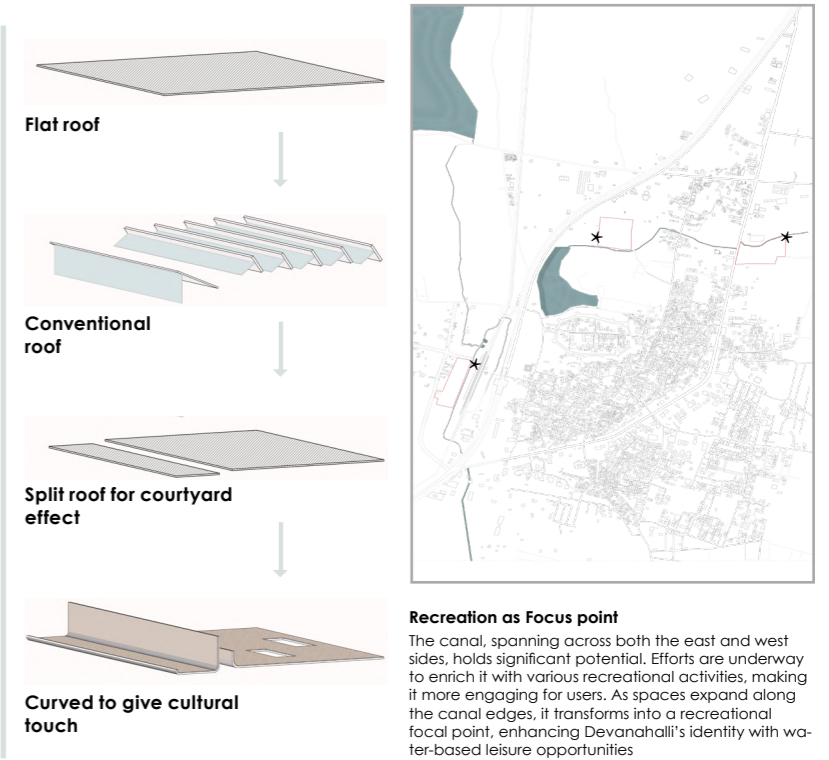 Flat roof
Conventional
roof
Split roof for courtyard
effect
Curved to give cultural
touch
Recreation as Focus point
The canal, spanning across both the east and west
sides, holds significant potential. Efforts are underway
to enrich it with various recreational activities, making
it more engaging for users. As spaces expand along
the canal edges, it transforms into a recreational
focal point, enhancing Devanahalli's identity with wa-
ter-based leisure opportunities